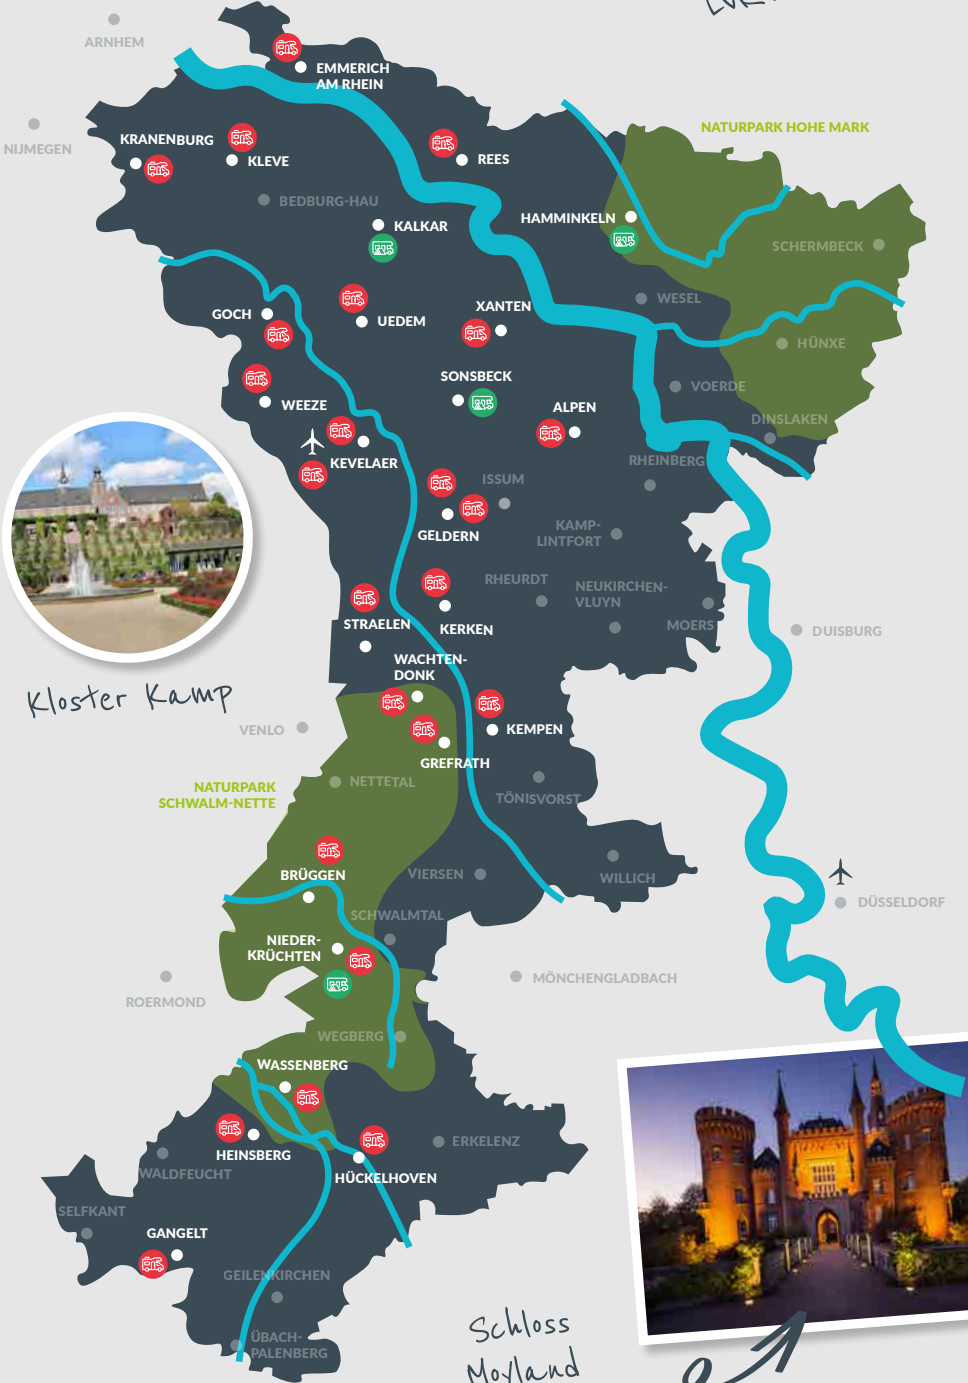 ARNHEM
EMMERICH
AM RHEIN
NIJMEGEN
KRANENBURG
KLEVE
REES
NATURPARK HOHE MARK
BEDBURG-HAU
KALKAR
HAMMINKELN
SCHERMBECK
GOCH
UEDEM
XANTEN
WESEL
HÜNXE
SONSBECK
VOERDE
WEEZE
ALPEN
DINSLAKEN
KEVELAER
RHEINBERG
ISSUM
GELDERN
KAMP-
LINTFORT
RHEURDT
NEUKIRCHEN-
VLUYN
STRAELEN
KERKEN
MOERS
DUISBURG
WACHTEN-
DONK
Kloster Kamp
VENLO
KEMPEN
GREFRATH
NATURPARK
SCHWALM-NETTE
NETTETAL
TÖNISVORST
BRÜGGEN
VIERSEN
WILLICH
DÜSSELDORF
SCHWALMTAL
NIEDER-
KRÜCHTEN
MÖNCHENGLADBACH
ROERMOND
WEGBERG
WASSENBERG
HEINSBERG
ERKELENZ
WALDFEUCHT
HÜCKELHOVEN
SELFKANT
GANGELT
GEILENKIRCHEN
ÜBACH-
PALENBERG
Schloss
Moyland